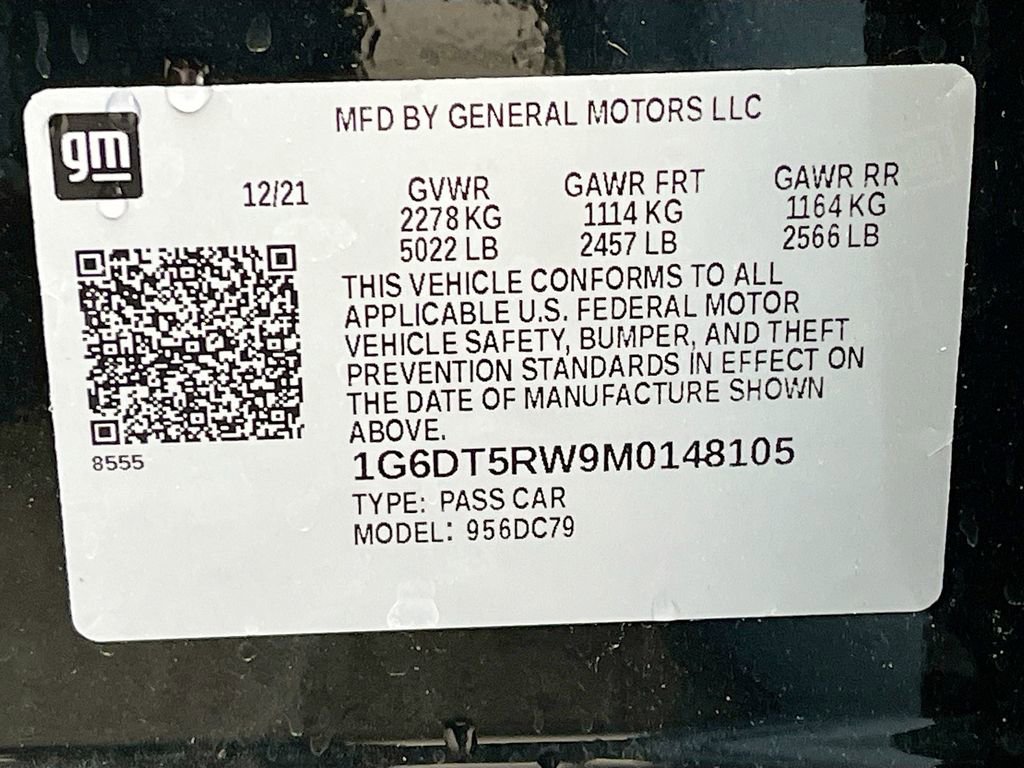 gm
MFD BY GENERAL MOTORS LLC
12/21
GVWR GAWR FRT GAWR RR
2278 KG 1114 KG 1164 KG
5022 LB 2457 LB 2566 LB
THIS VEHICLE CONFORMS TO ALL
APPLICABLE U.S. FEDERAL MOTOR
VEHICLE SAFETY, BUMPER, AND THEFT
PREVENTION STANDARDS IN EFFECT ON
THE DATE OF MANUFACTURE SHOWN
ABOVE.
8555
1G6DT5RW9M0148105
TYPE: PASS CAR
MODEL: 956DC79